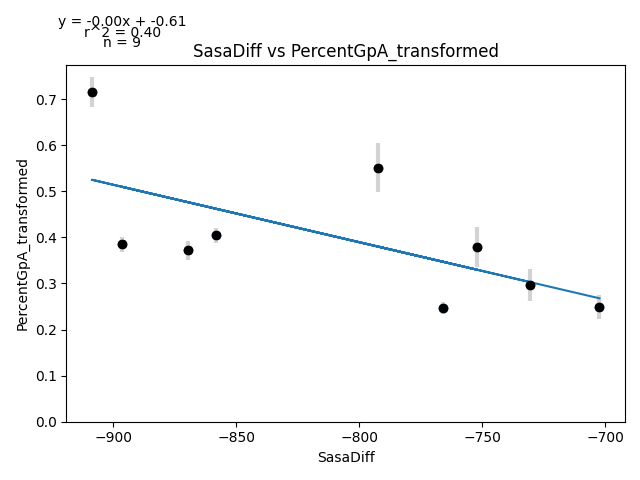 y = -0.00x + -0.61
r^2 = 0.40
n = 9
SasaDiff vs PercentGpA_transformed
PercentGpA_transformed
0.7
0.6
0.5
0.4
0.3
0.2
0.1
0.0
−900
−850
−800
−750
−700
SasaDiff